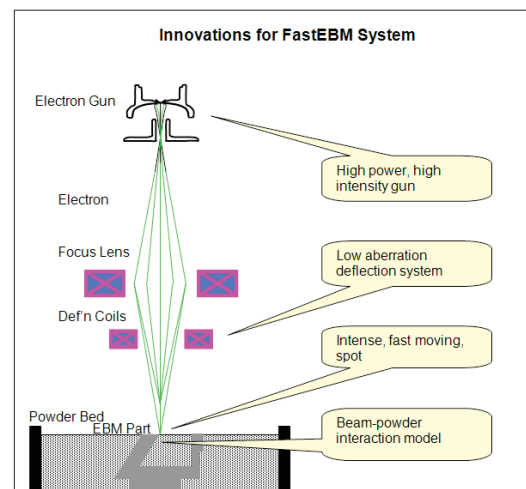 Innovations for FastEBM System
Electron Gun
High power, high
intensity gun
Electron
Focus Lens
Low aberration
deflection system
Def'n Coils
Intense, fast moving,
spot
Powder Bed
EBM Part
Beam-powder
interaction model